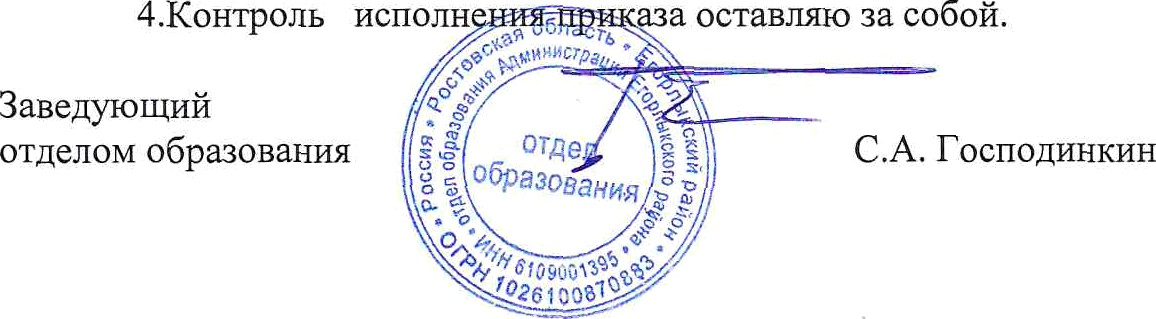 4.Контроль исполнения приказа оставляю за собой.
Заведующий
отделом образования
С.А. Господинкин
Россия * Ростовская область * Егорлыкский район *
ОГРН 1026100870883 *
отдел образования Администрации Егорлыкского района *
ИНН 6109001395 *
отдел
образования